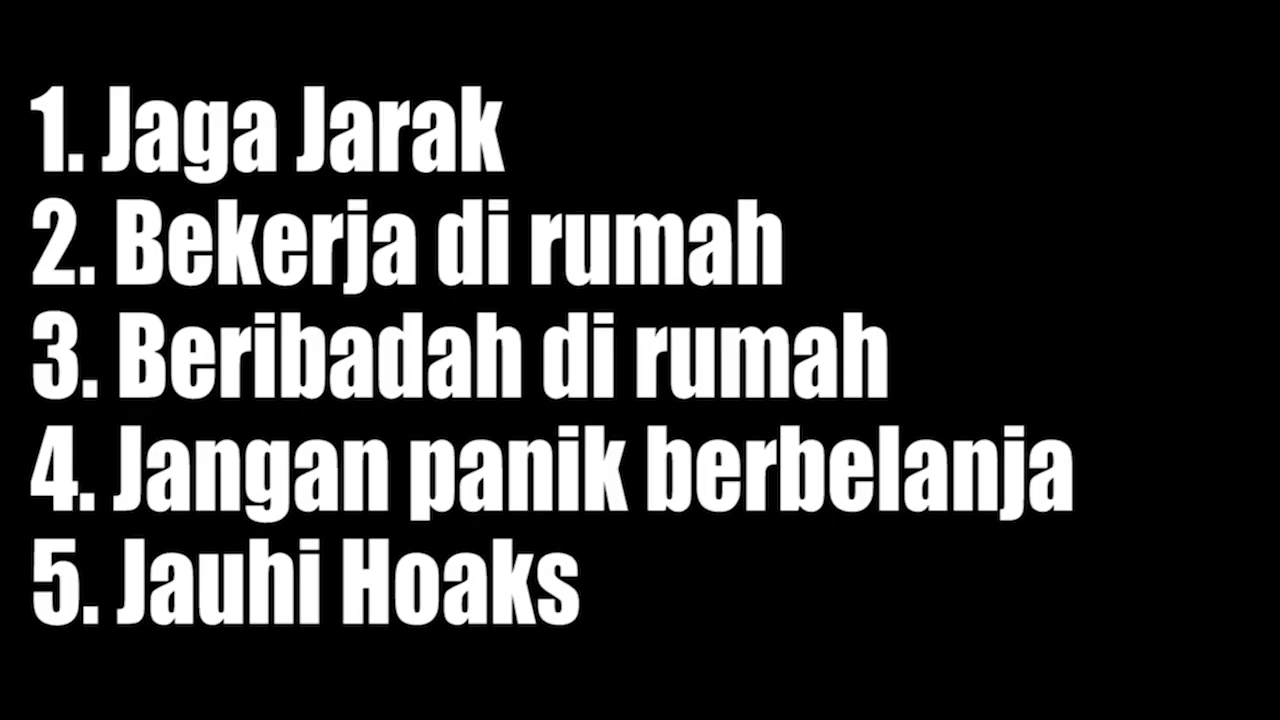 1. Jaga Jarak
2. Bekerja di rumah
3. Beribadah di rumah
4. Jangan panik berbelanja
5. Jauhi Hoaks